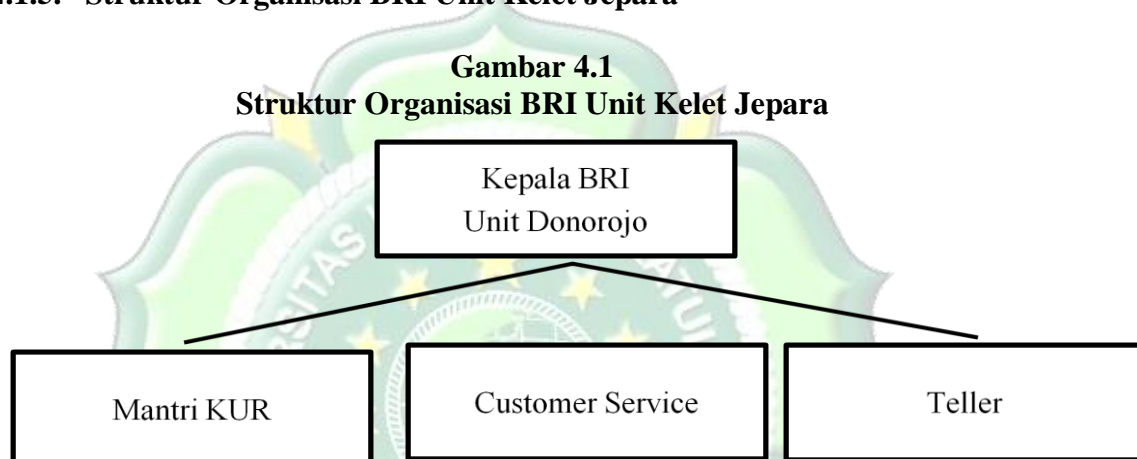 Struktur Organisasi BRI Unit Kelet Jepara
Gambar 4.1
Struktur Organisasi BRI Unit Kelet Jepara
Kepala BRI
Unit Donorojo
Mantri KUR
Customer Service
Teller